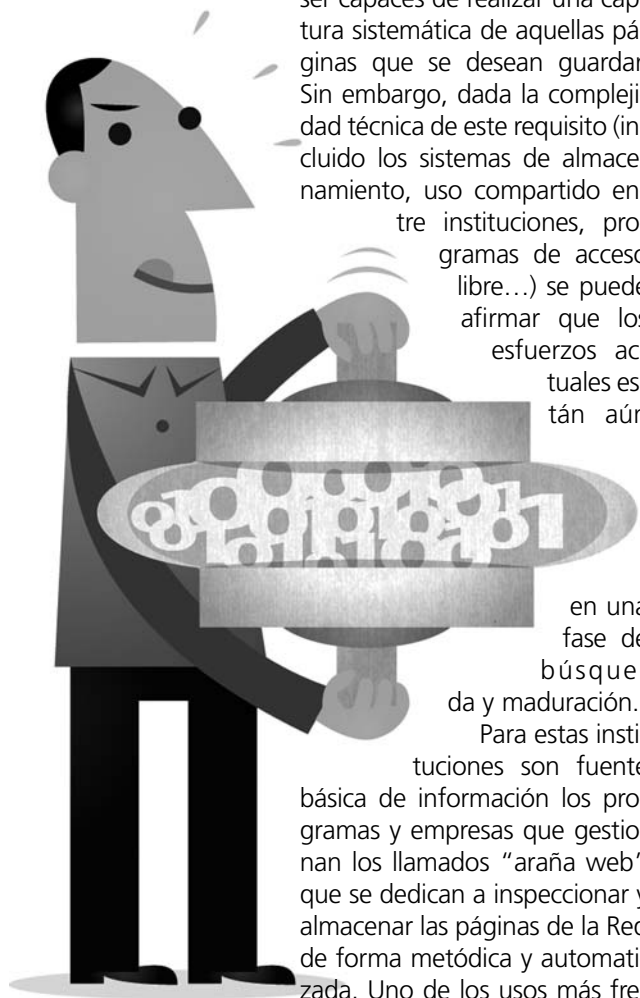 ser capaces de realizar una cap-
tura sistemática de aquellas pá-
ginas que se desean guardar.
Sin embargo, dada la compleji-
dad técnica de este requisito (in-
cluido los sistemas de almace-
namiento, uso compartido en-
tre instituciones, pro-
gramas de acceso
libre…) se puede
afirmar que los
esfuerzos ac-
tuales es-
tán aún
en una
fase de
búsque-
da y maduración.
Para estas insti-
tuciones son fuente
básica de información los pro-
gramas y empresas que gestio-
nan los llamados “araña web”
que se dedican a inspeccionar y
almacenar las páginas de la Red
de forma metódica y automati-
zada. Uno de los usos más fre-